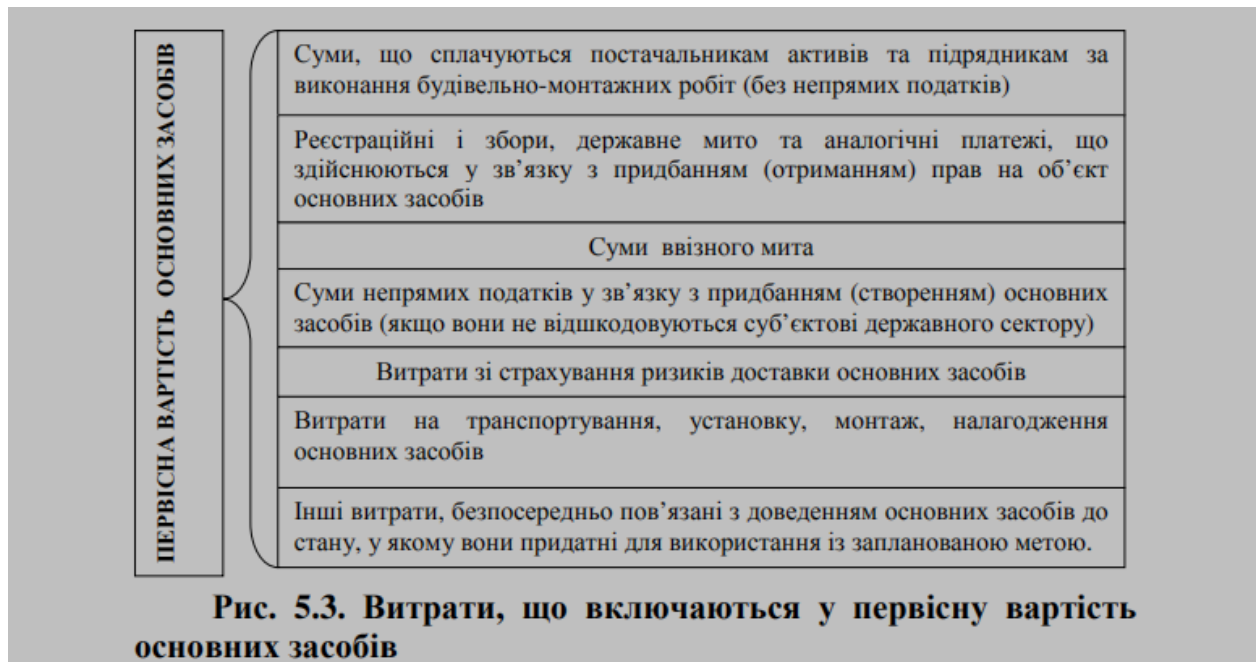 ПЕРВІСНА ВАРТІСТЬ ОСНОВНИХ ЗАСОБІВ
Суми, що сплачуються постачальникам активів та підрядникам за
виконання будівельно-монтажних робіт (без непрямих податків)
Реєстраційні і збори, державне мито та аналогічні платежі, що
здійснюються у зв’язку з придбанням (отриманням) прав на об’єкт
основних засобів
Суми ввізного мита
Суми непрямих податків у зв’язку з придбанням (створенням) основних
засобів (якщо вони не відшкодовуються суб’єктові державного сектору)
Витрати зі страхування ризиків доставки основних засобів
Витрати на транспортування, установку, монтаж, налагодження
основних засобів
Інші витрати, безпосередньо пов’язані з доведенням основних засобів до
стану, у якому вони придатні для використання із запланованою метою.
Рис. 5.3. Витрати, що включаються у первісну вартість
основних засобів